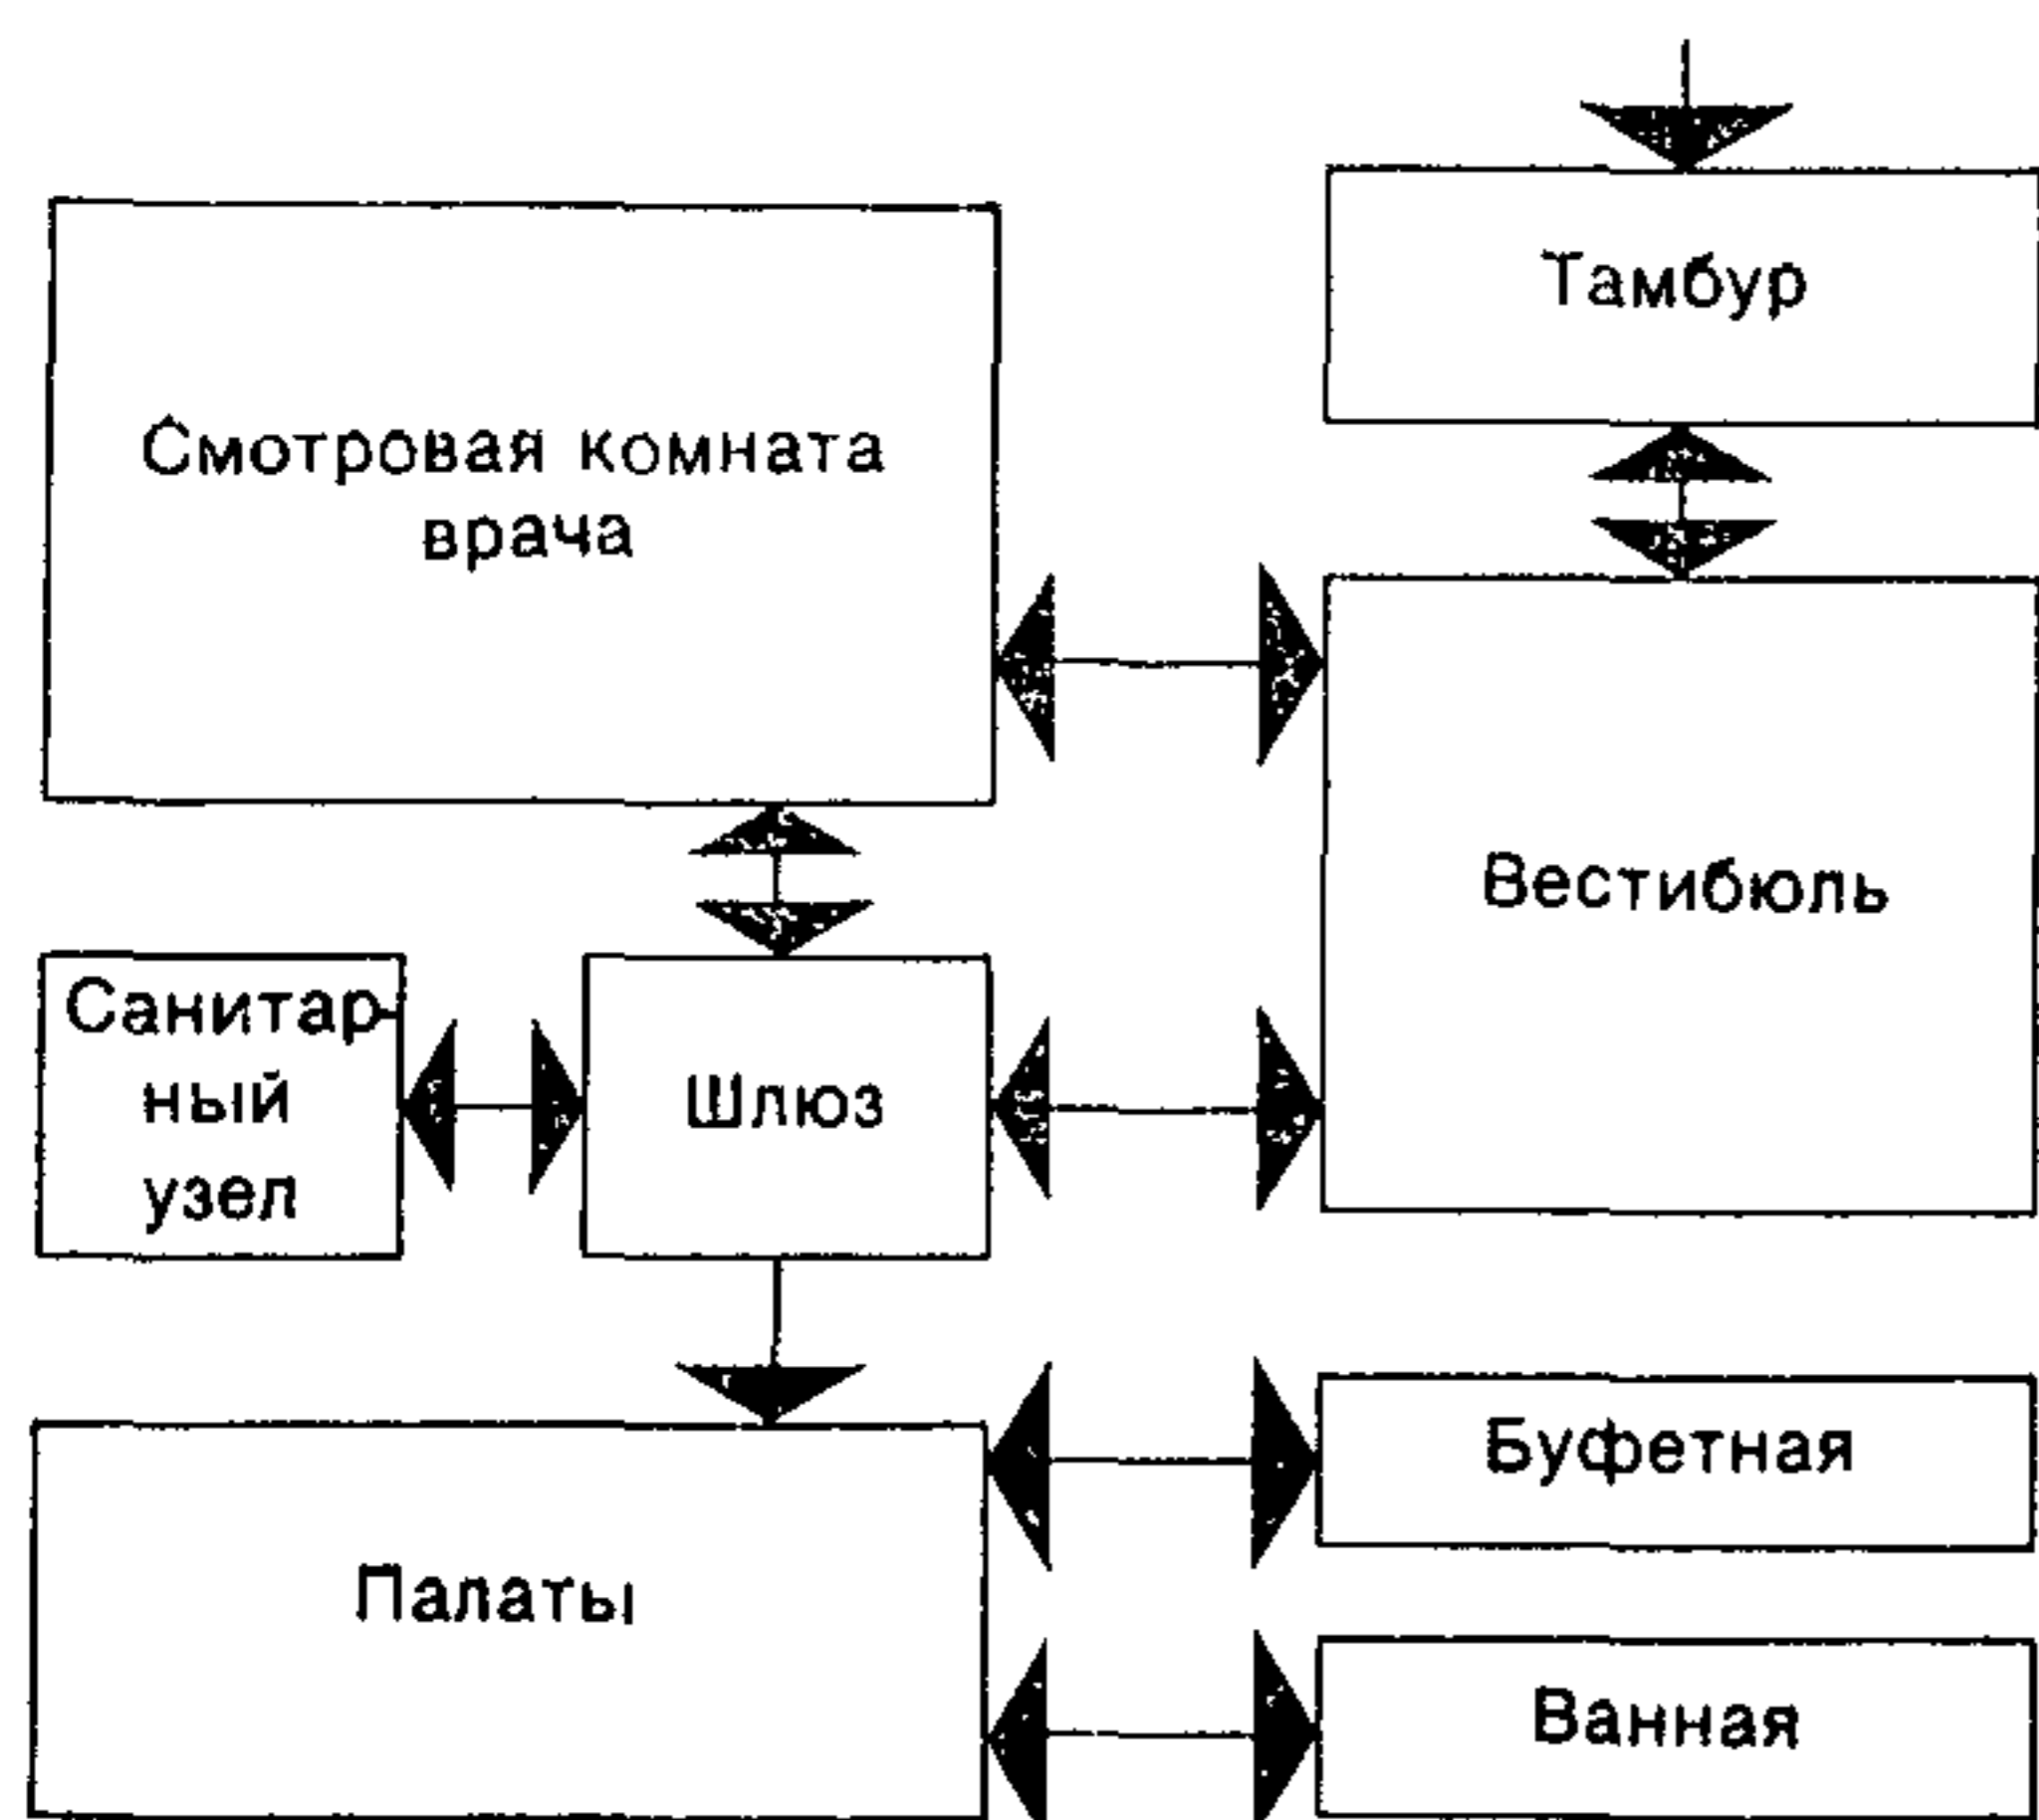 Тамбур
Смотровая комната
врача
Вестибюль
Санитар-
ный
узел
Шлюз
Буфетная
Палаты
Ванная